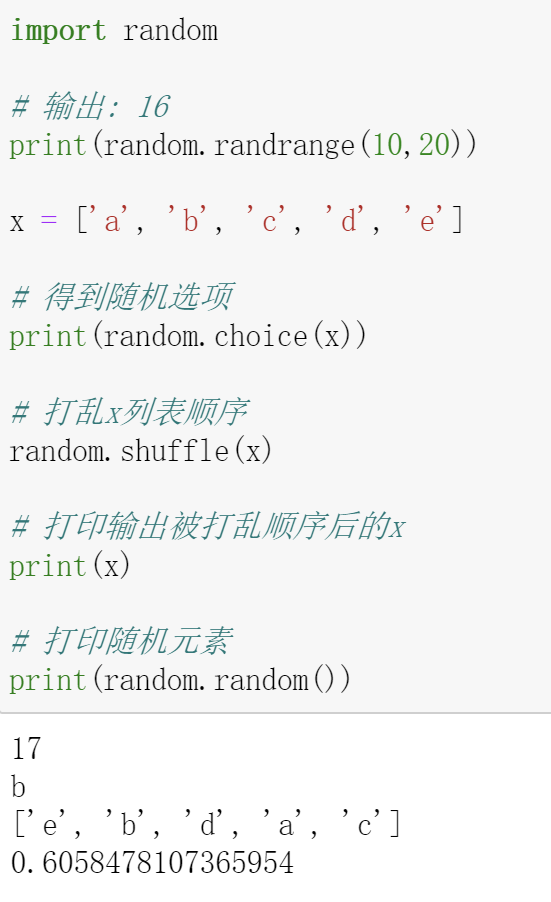 import random
# 输出: 16
print(random.randrange(10,20))
x = ['a', 'b', 'c', 'd', 'e']
# 得到随机选项
print(random.choice(x))
# 打乱x列表顺序
random.shuffle(x)
# 打印输出被打乱顺序后的x
print(x)
# 打印随机元素
print(random.random())
17
b
['e', 'b', 'd', 'a', 'c']
0.6058478107365954